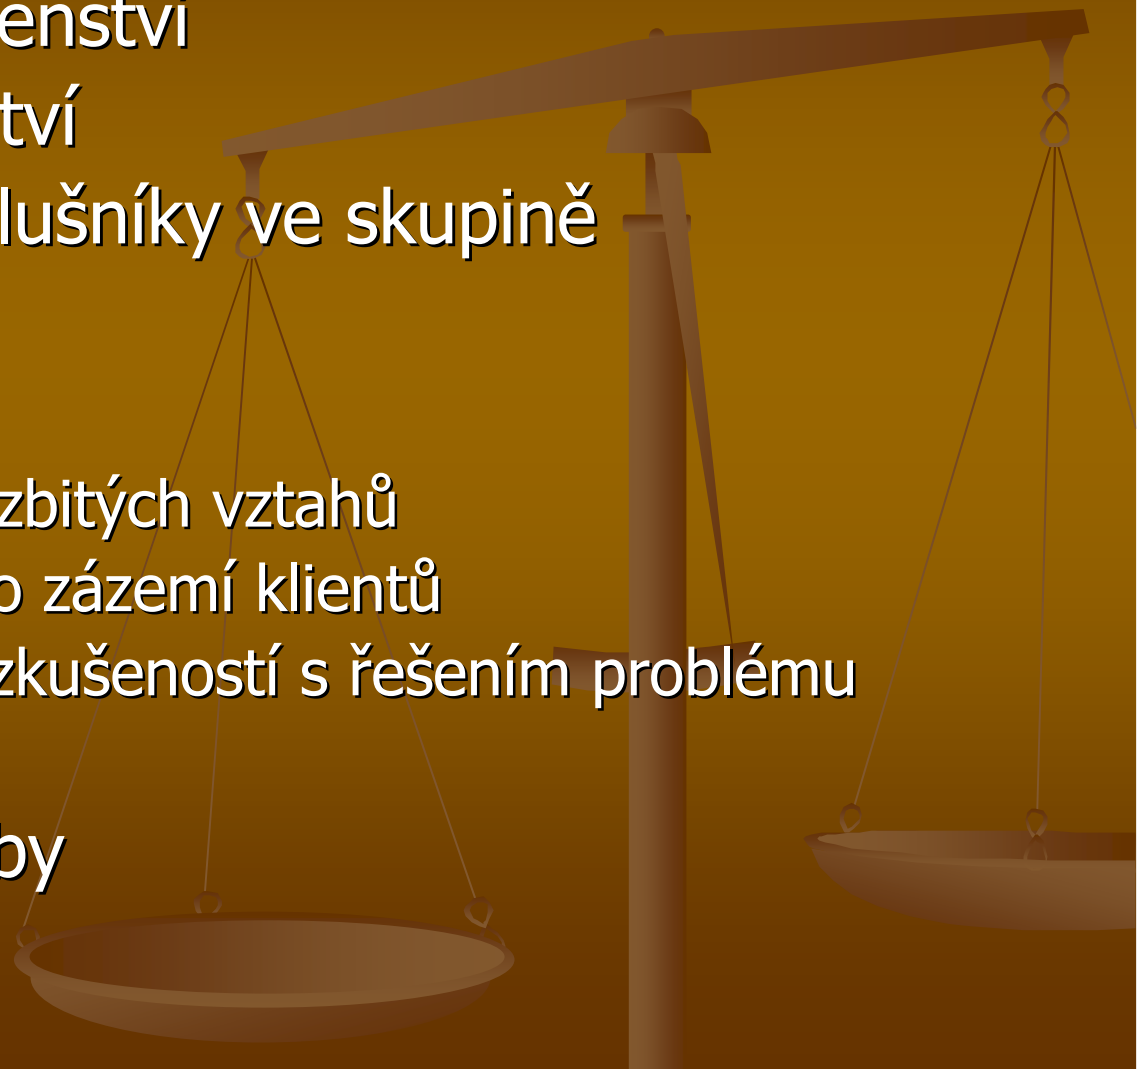 enství
tví
lušníky ve skupině
zbitých vztahů
o zázemí klientů
zkušeností s řešením problému
by